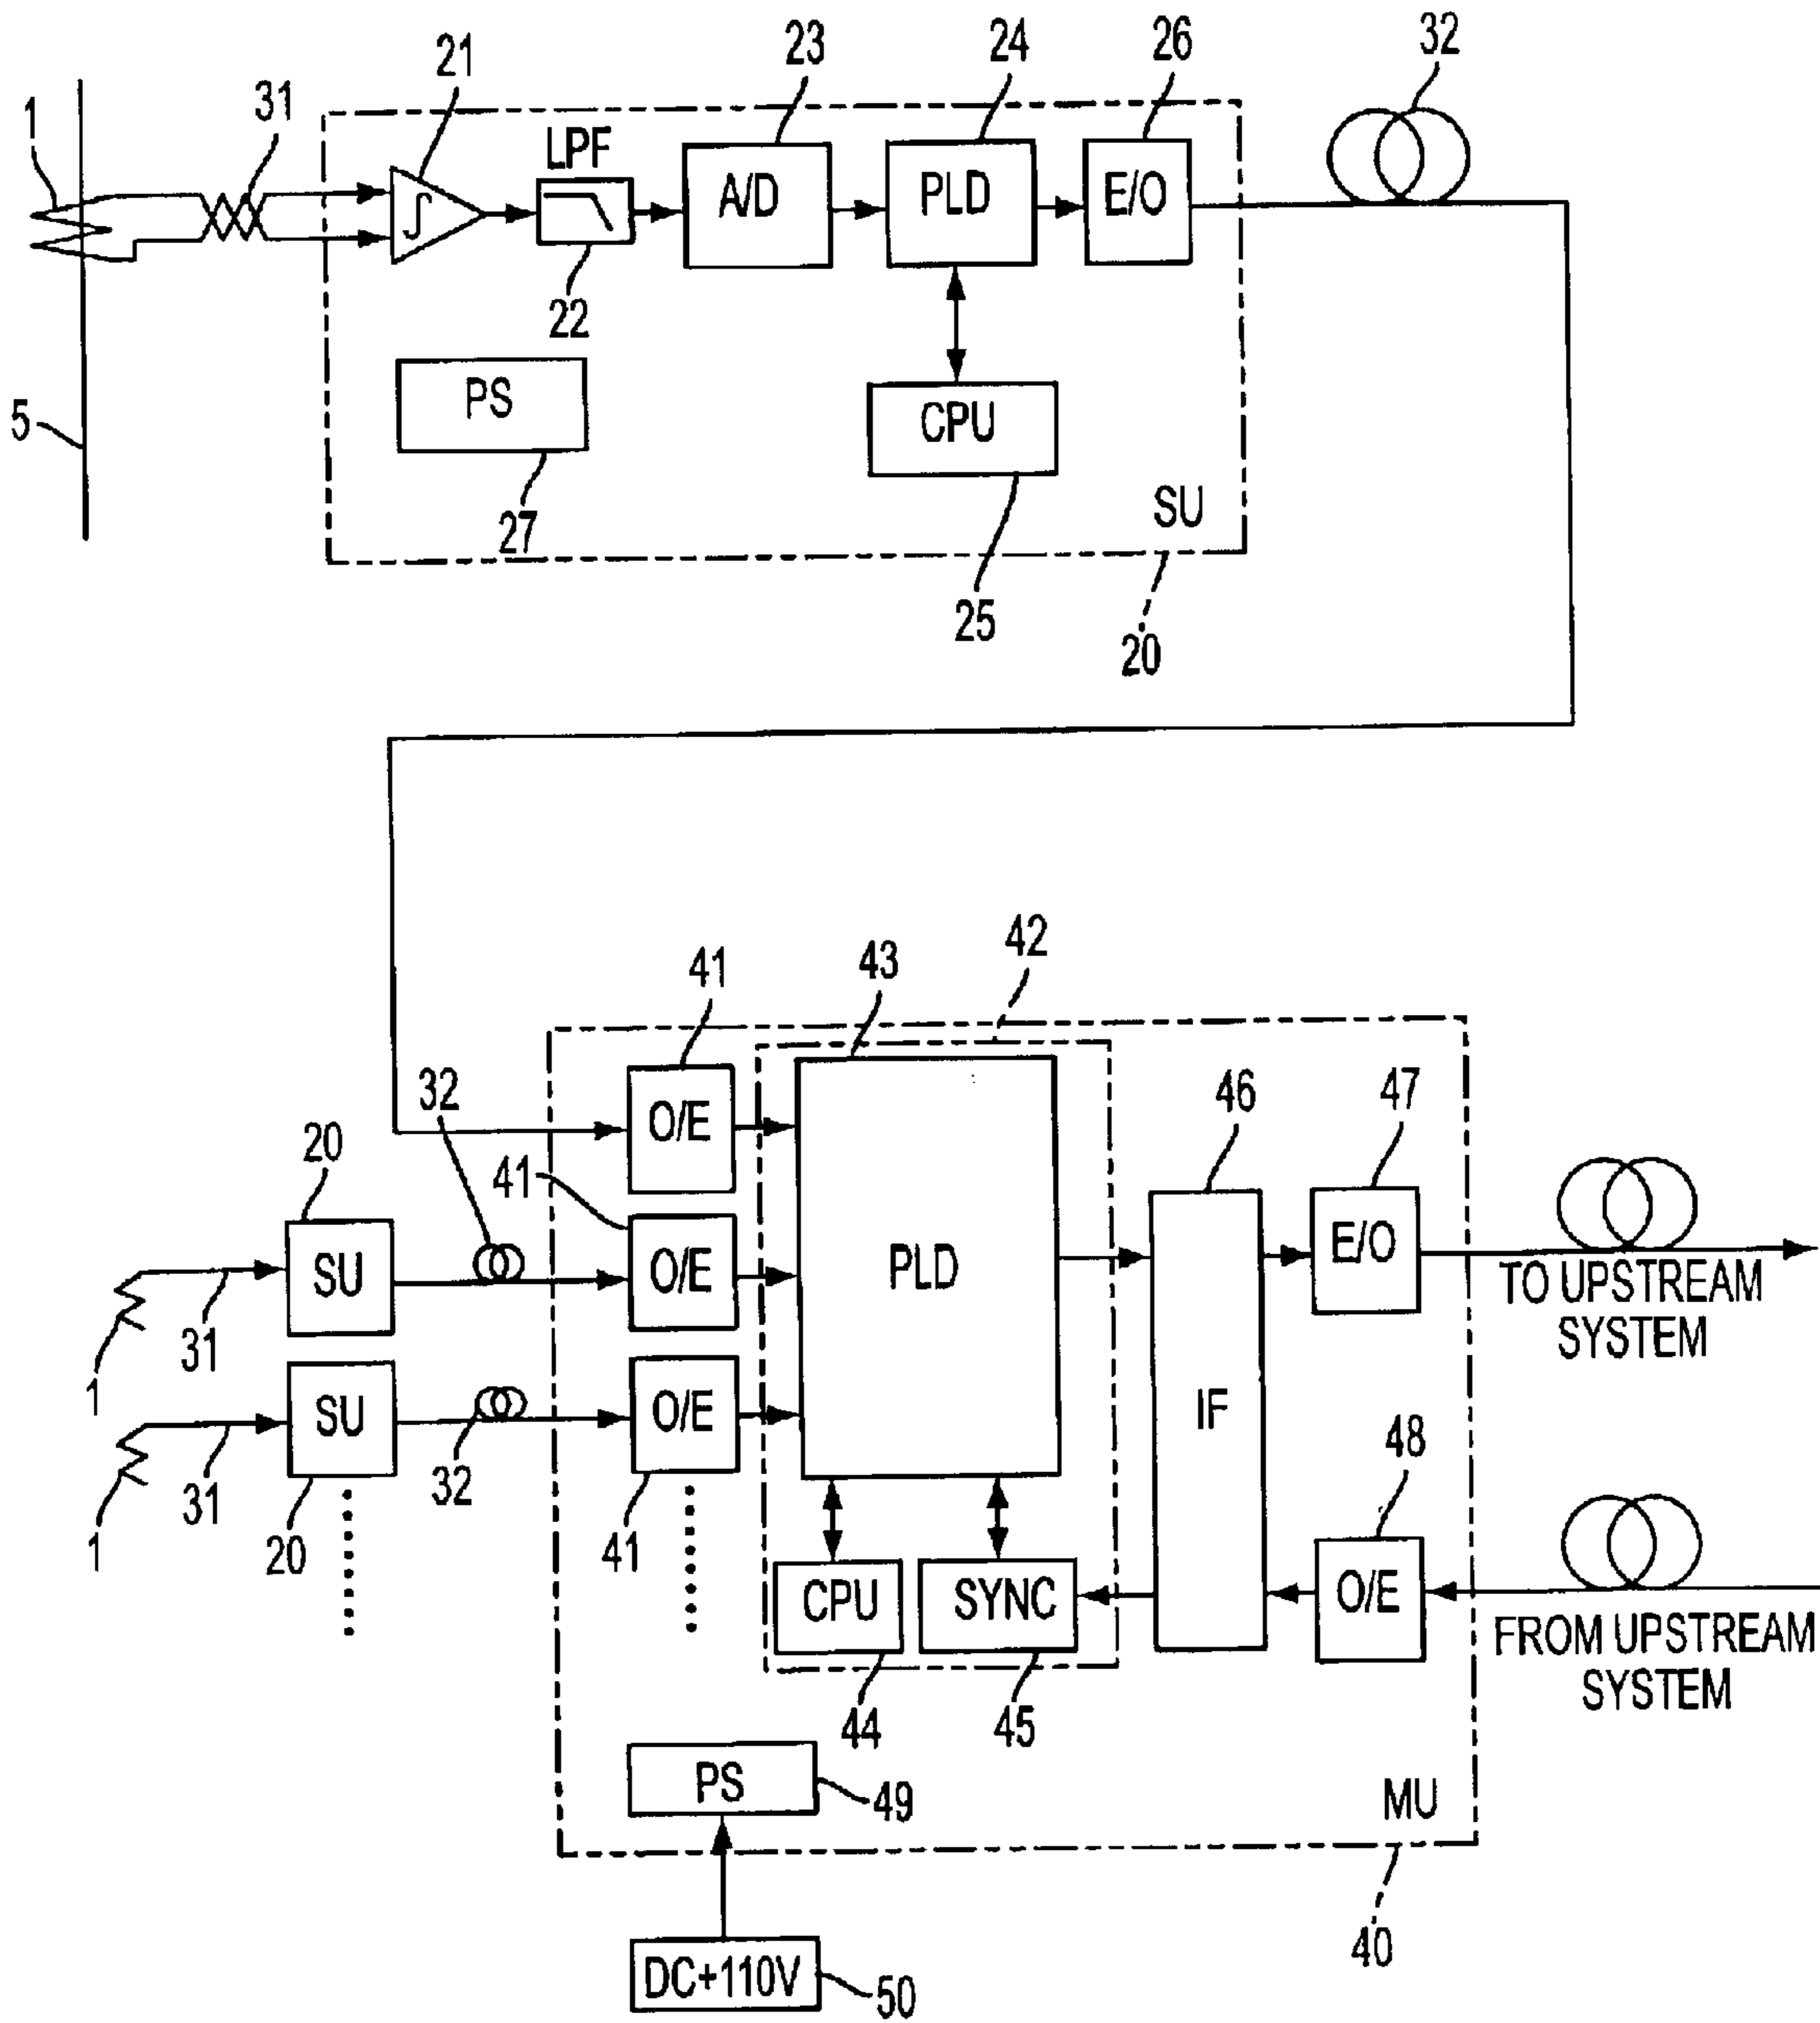 32
23
24
26
21
31
1
LPF
A/D
PLD
E/O
22
PS
CPU
5
27
SU
25
20
42
43
41
32
O/E
46
47
20
41
SU
O/E
PLD
E/O
TO UPSTREAM
SYSTEM
1
31
SU
O/E
IF
48
32
1
31
20
41
CPU
SYNC
O/E
FROM UPSTREAM
SYSTEM
44
45
PS
49
MU
40
DC+110V
50